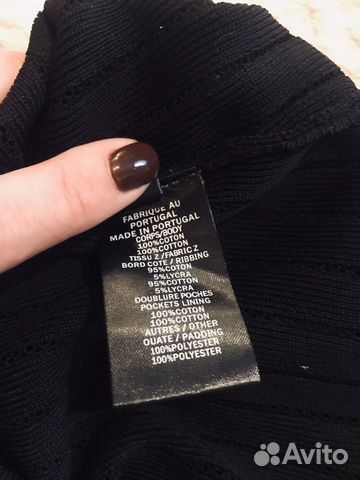 FABRIQUE AU
PORTUGAL
MADE IN PORTUGAL
CORPS/BODY
100%COTON
100%COTTON
TISSU Z/FABRIC Z
BORD COTE/RIBBING
95%COTON
5%LYCRA
95%COTTON
5%LYCRA
DOUBLURE POCHES
POCKETS LINING
100%COTON
100%COTTON
AUTRES/OTHER
OUATE/PADDING
100%POLYESTER
100%POLYESTER
Avito